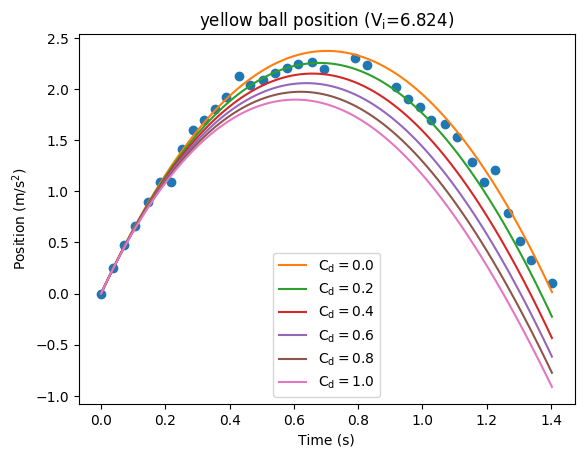 yellow ball position (Vᵢ=6.824)
2.5
2.0
1.5
1.0
0.5
0.0
−0.5
−1.0
Position (m/s²)
C_d = 0.0
C_d = 0.2
C_d = 0.4
C_d = 0.6
C_d = 0.8
C_d = 1.0
0.0 0.2 0.4 0.6 0.8 1.0 1.2 1.4
Time (s)